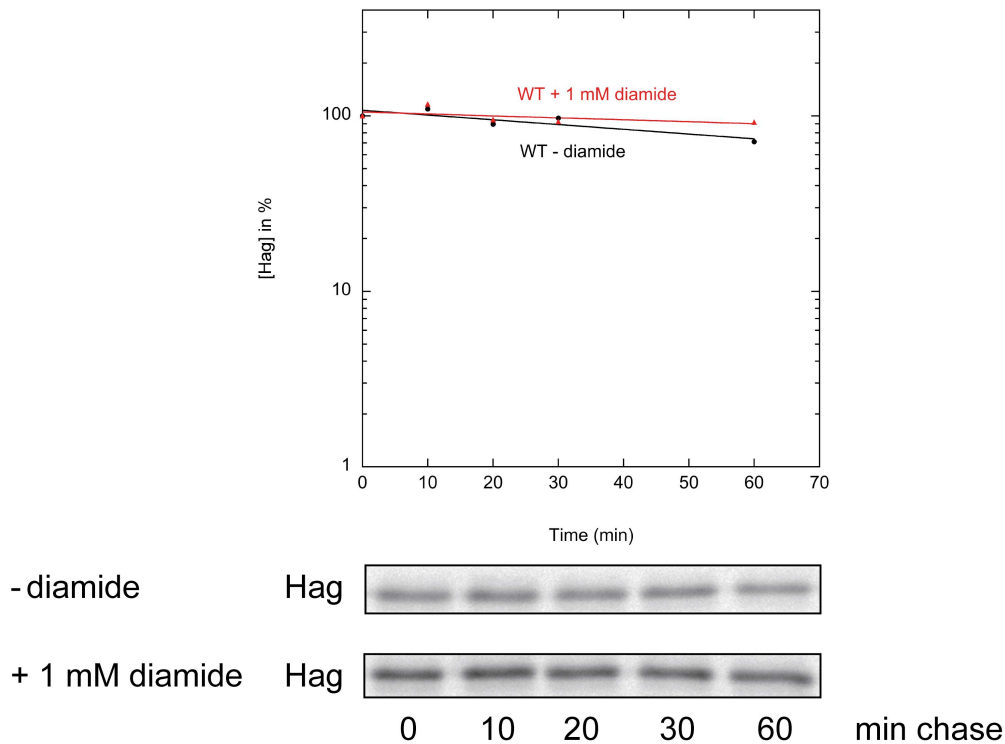 100
10
1
WT + 1 mM diamide
WT - diamide
[Hag] in %
0 10 20 30 40 50 60 70
Time (min)
- diamide Hag
+ 1 mM diamide Hag
0 10 20 30 60 min chase